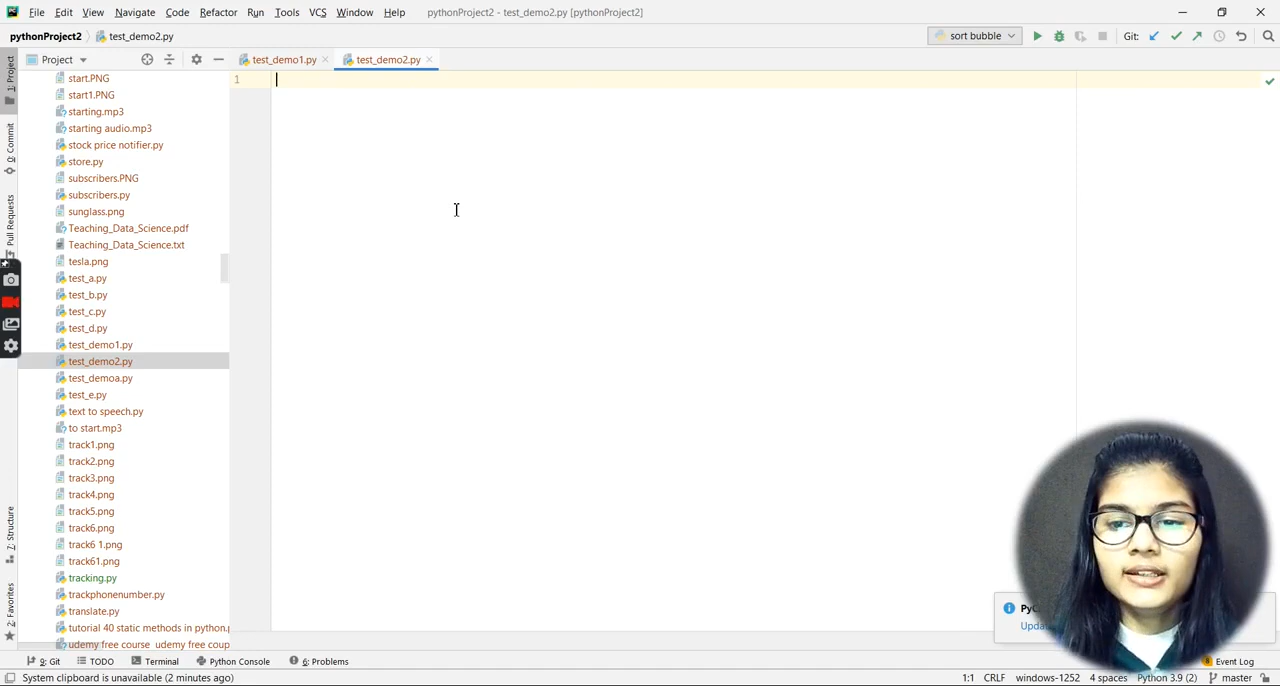 File Edit View Navigate Code Refactor Run Tools VCS Window Help pythonProject2 - test_demo2.py [pythonProject2]
pythonProject2 test_demo2.py sort bubble Git:
Project test_demo1.py test_demo2.py
1
1: Project
0: Commit
Pull Requests
7: Structure
2: Favorites
start.PNG
start1.PNG
starting.mp3
starting audio.mp3
stock price notifier.py
store.py
subscribers.PNG
subscribers.py
sunglass.png
Teaching_Data_Science.pdf
Teaching_Data_Science.txt
tesla.png
test_a.py
test_b.py
test_c.py
test_d.py
test_demo1.py
test_demo2.py
test_demoa.py
test_e.py
text to speech.py
to start.mp3
track1.png
track2.png
track3.png
track4.png
track5.png
track6.png
track6 1.png
track61.png
tracking.py
trackphonenumber.py
translate.py
tutorial 40 static methods in python.p
udemy free course udemy free coup
9: Git TODO Terminal Python Console 6: Problems Event Log
System clipboard is unavailable (2 minutes ago) 1:1 CRLF windows-1252 4 spaces Python 3.9 (2) master